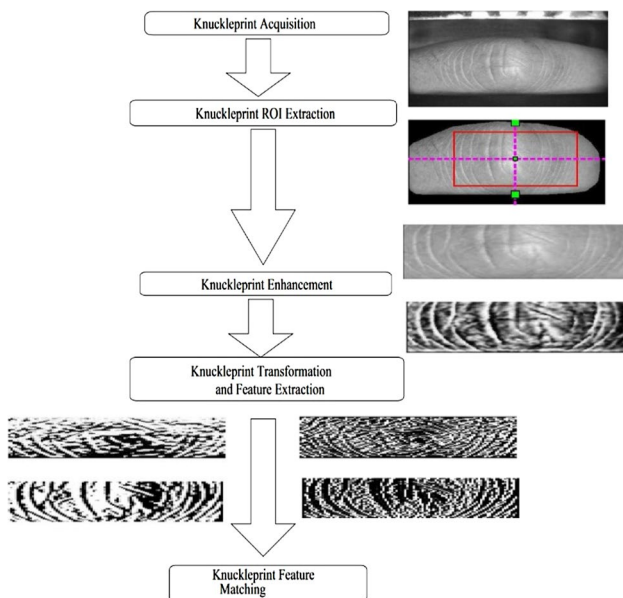 Knuckleprint Acquisition
Knuckleprint ROI Extraction
Knuckleprint Enhancement
Knuckleprint Transformation
and Feature Extraction
Knuckleprint Feature
Matching